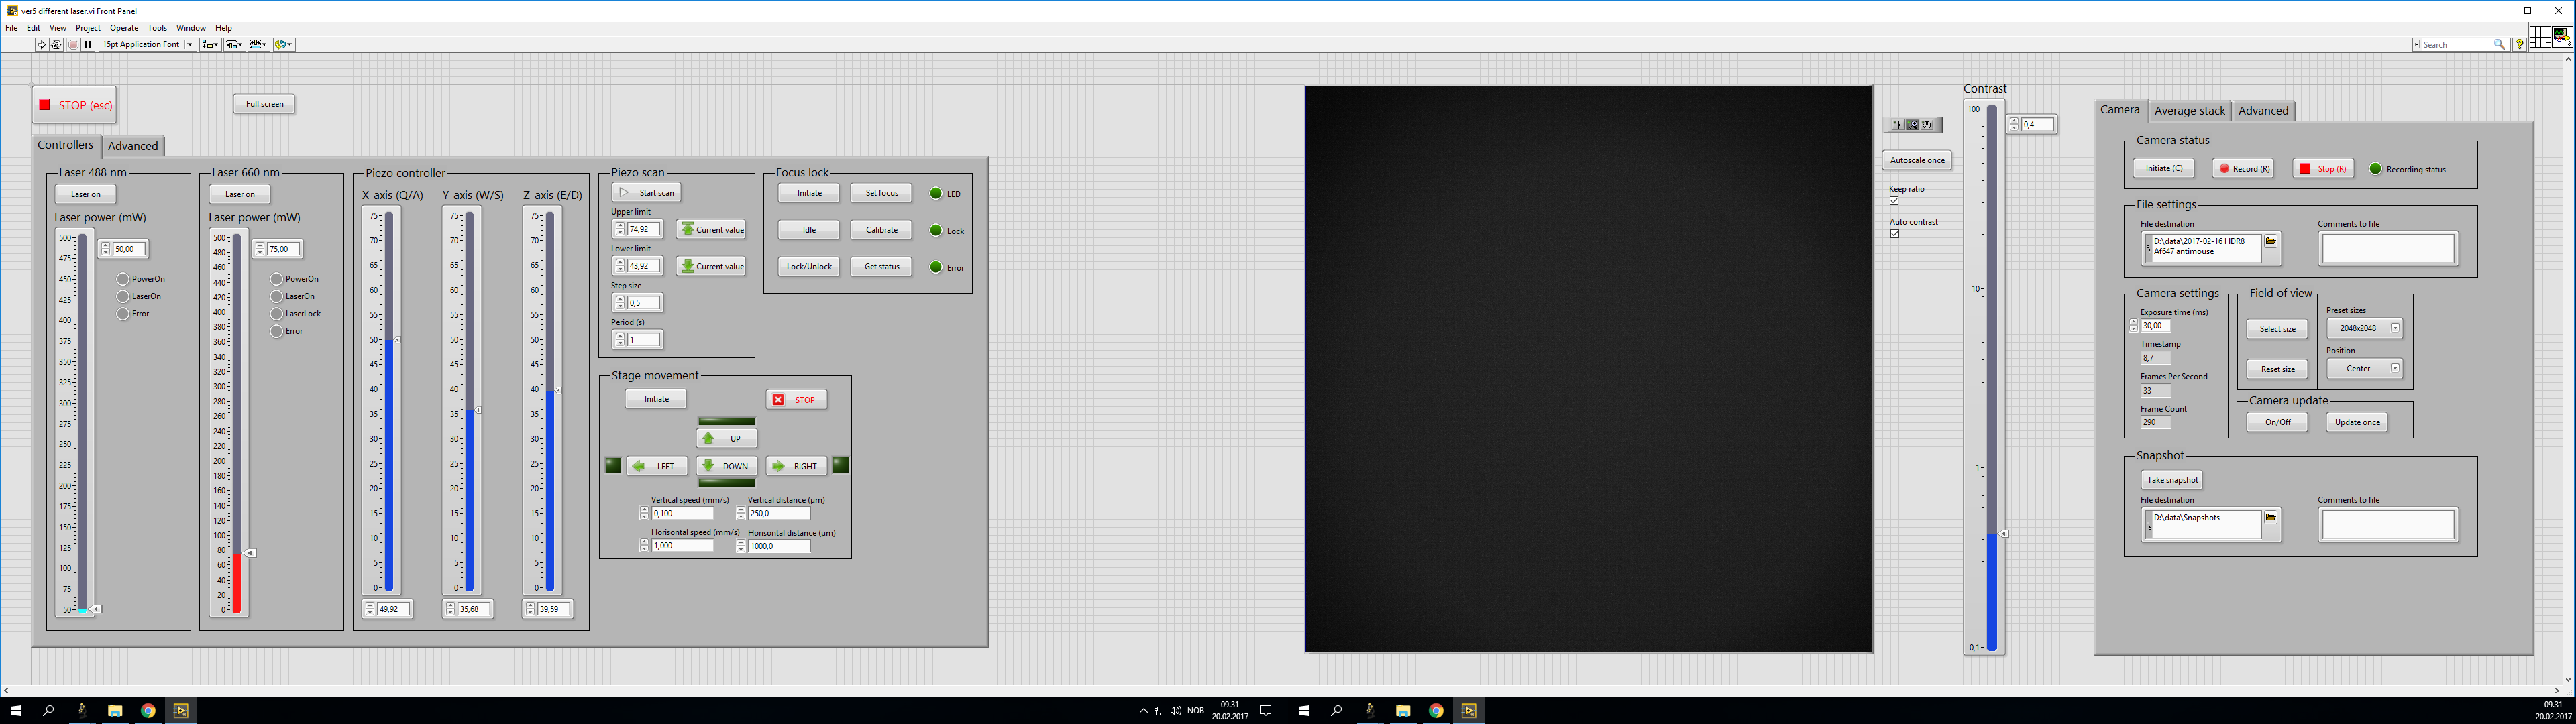 ver5 different laser.vi Front Panel
File Edit View Project Operate Tools Window Help
15pt Application Font
Search
STOP (esc)
Full screen
Controllers Advanced
Laser 488 nm
Laser on
Laser power (mW)
500
475
450
425
400
375
350
325
300
275
250
225
200
175
150
125
100
75
50
50,00
PowerOn
LaserOn
Error
Laser 660 nm
Laser on
Laser power (mW)
500
480
460
440
420
400
380
360
340
320
300
280
260
240
220
200
180
160
140
120
100
80
60
40
20
0
75,00
PowerOn
LaserOn
LaserLock
Error
Piezo controller
X-axis (Q/A) Y-axis (W/S) Z-axis (E/D)
75 75 75
70 70 70
65 65 65
60 60 60
55 55 55
50 50 50
45 45 45
40 40 40
35 35 35
30 30 30
25 25 25
20 20 20
15 15 15
10 10 10
5 5 5
0 0 0
49,92 35,68 39,59
Piezo scan
Start scan
Upper limit
74,92 Current value
Lower limit
43,92 Current value
Step size
0,5
Period (s)
1
Focus lock
Initiate Set focus LED
Idle Calibrate Lock
Lock/Unlock Get status Error
Stage movement
Initiate STOP
UP
LEFT DOWN RIGHT
Vertical speed (mm/s) Vertical distance (µm)
0,100 250,0
Horisontal speed (mm/s) Horisontal distance (µm)
1,000 1000,0
Autoscale once
Keep ratio
Auto contrast
Contrast
100
10
1
0,1
0,4
Camera Average stack Advanced
Camera status
Initiate (C) Record (R) Stop (R) Recording status
File settings
File destination Comments to file
D:\data\2017-02-16 HDR8
Af647 antimouse
Camera settings
Exposure time (ms)
30,00
Timestamp
8,7
Frames Per Second
33
Frame Count
290
Field of view
Select size
Reset size
Preset sizes
2048x2048
Position
Center
Camera update
On/Off Update once
Snapshot
Take snapshot
File destination Comments to file
D:\data\Snapshots
NOB
09.31
20.02.2017
09.31
20.02.2017